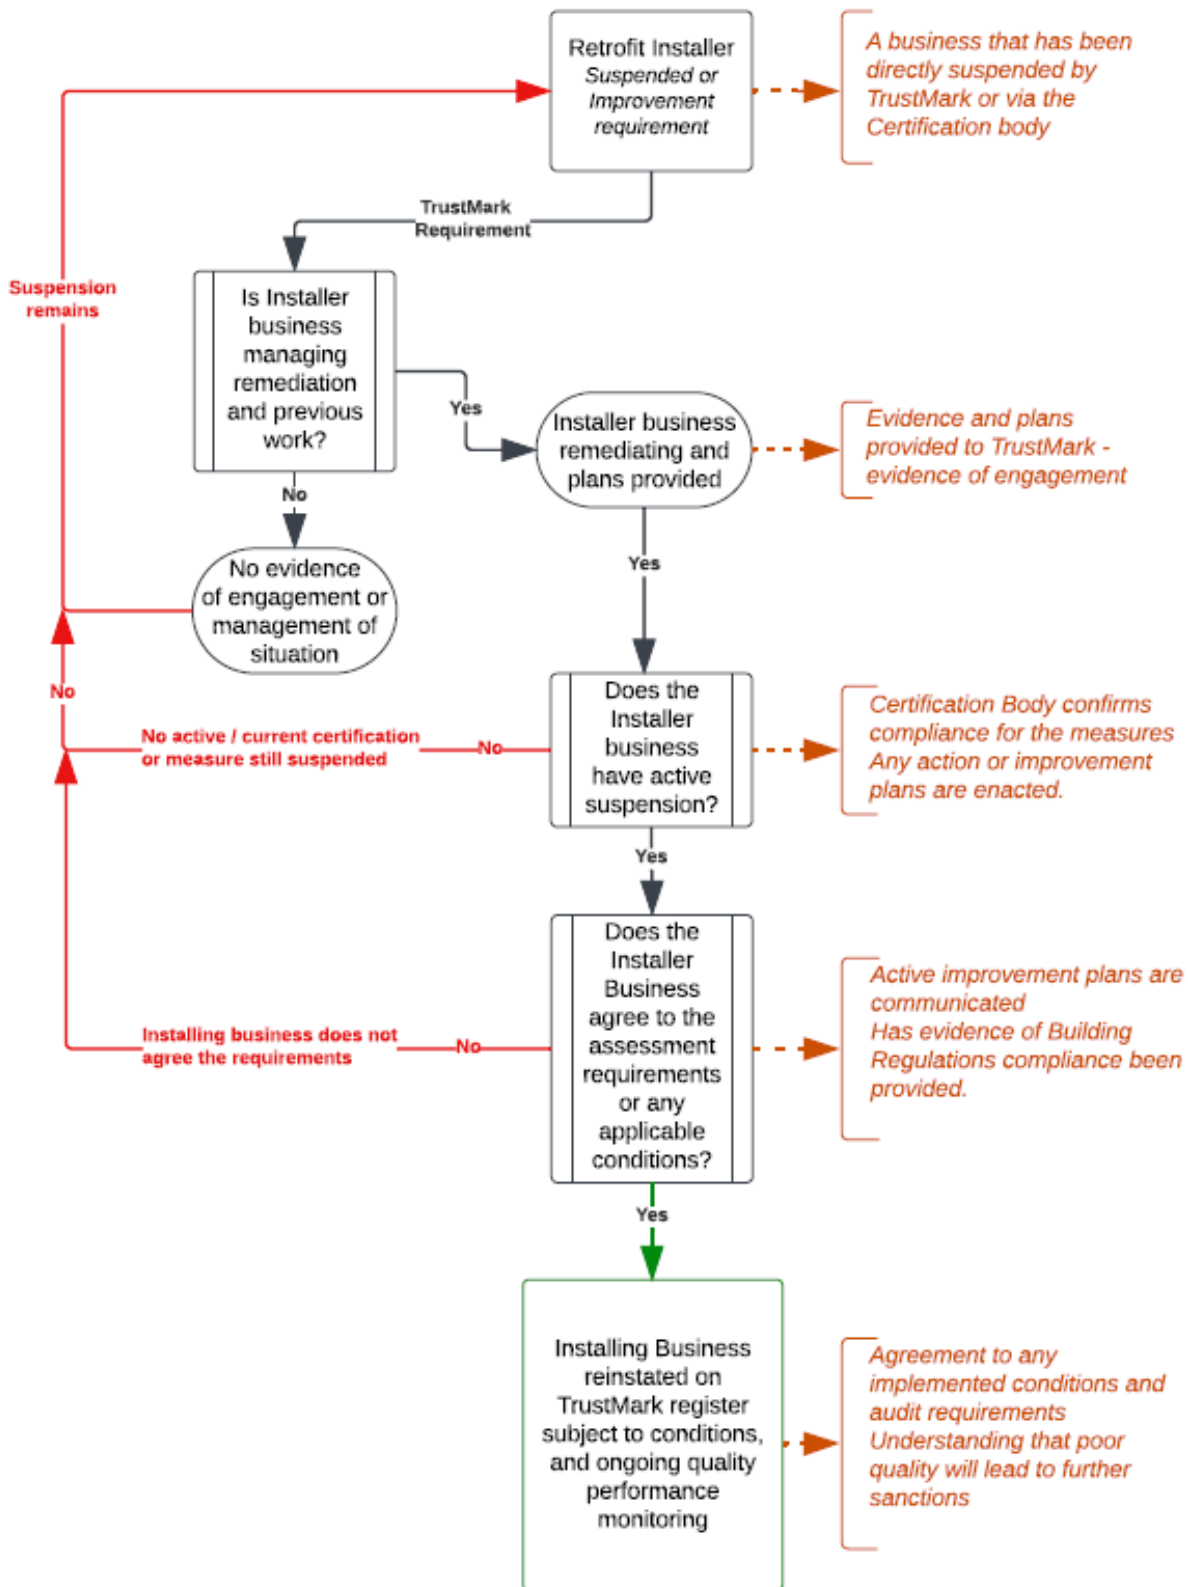 Retrofit Installer
Suspended or
Improvement
requirement
A business that has been
directly suspended by
TrustMark or via the
Certification body
TrustMark
Requirement
Suspension
remains
Is Installer
business
managing
remediation
and previous
work?
Yes
Installer business
remediating and
plans provided
Evidence and plans
provided to TrustMark -
evidence of engagement
No
No evidence
of engagement or
management of
situation
Yes
No
Does the
Installer
business
have active
suspension?
No active / current certification
or measure still suspended
No
Certification Body confirms
compliance for the measures
Any action or improvement
plans are enacted.
Yes
Does the
Installer
Business
agree to the
assessment
requirements
or any
applicable
conditions?
Installing business does not
agree the requirements
No
Active improvement plans are
communicated
Has evidence of Building
Regulations compliance been
provided.
Yes
Installing Business
reinstated on
TrustMark register
subject to conditions,
and ongoing quality
performance
monitoring
Agreement to any
implemented conditions and
audit requirements
Understanding that poor
quality will lead to further
sanctions